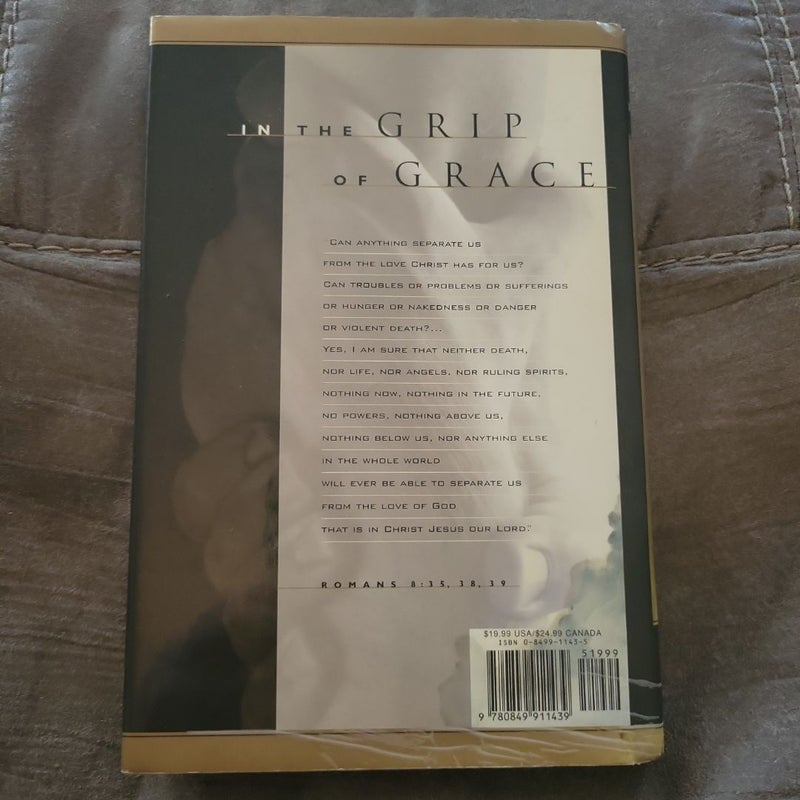 IN THE GRIP
OF GRACE
"CAN ANYTHING SEPARATE US
FROM THE LOVE CHRIST HAS FOR US?
CAN TROUBLES OR PROBLEMS OR SUFFERINGS
OR HUNGER OR NAKEDNESS OR DANGER
OR VIOLENT DEATH?...
YES, I AM SURE THAT NEITHER DEATH,
NOR LIFE, NOR ANGELS, NOR RULING SPIRITS,
NOTHING NOW, NOTHING IN THE FUTURE,
NO POWERS, NOTHING ABOVE US,
NOTHING BELOW US, NOR ANYTHING ELSE
IN THE WHOLE WORLD
WILL EVER BE ABLE TO SEPARATE US
FROM THE LOVE OF GOD
THAT IS IN CHRIST JESUS OUR LORD."
ROMANS 8:35, 38, 39
$19.99 USA/$24.99 CANADA
ISBN 0-8499-1143-5
51999
9 780849 911439